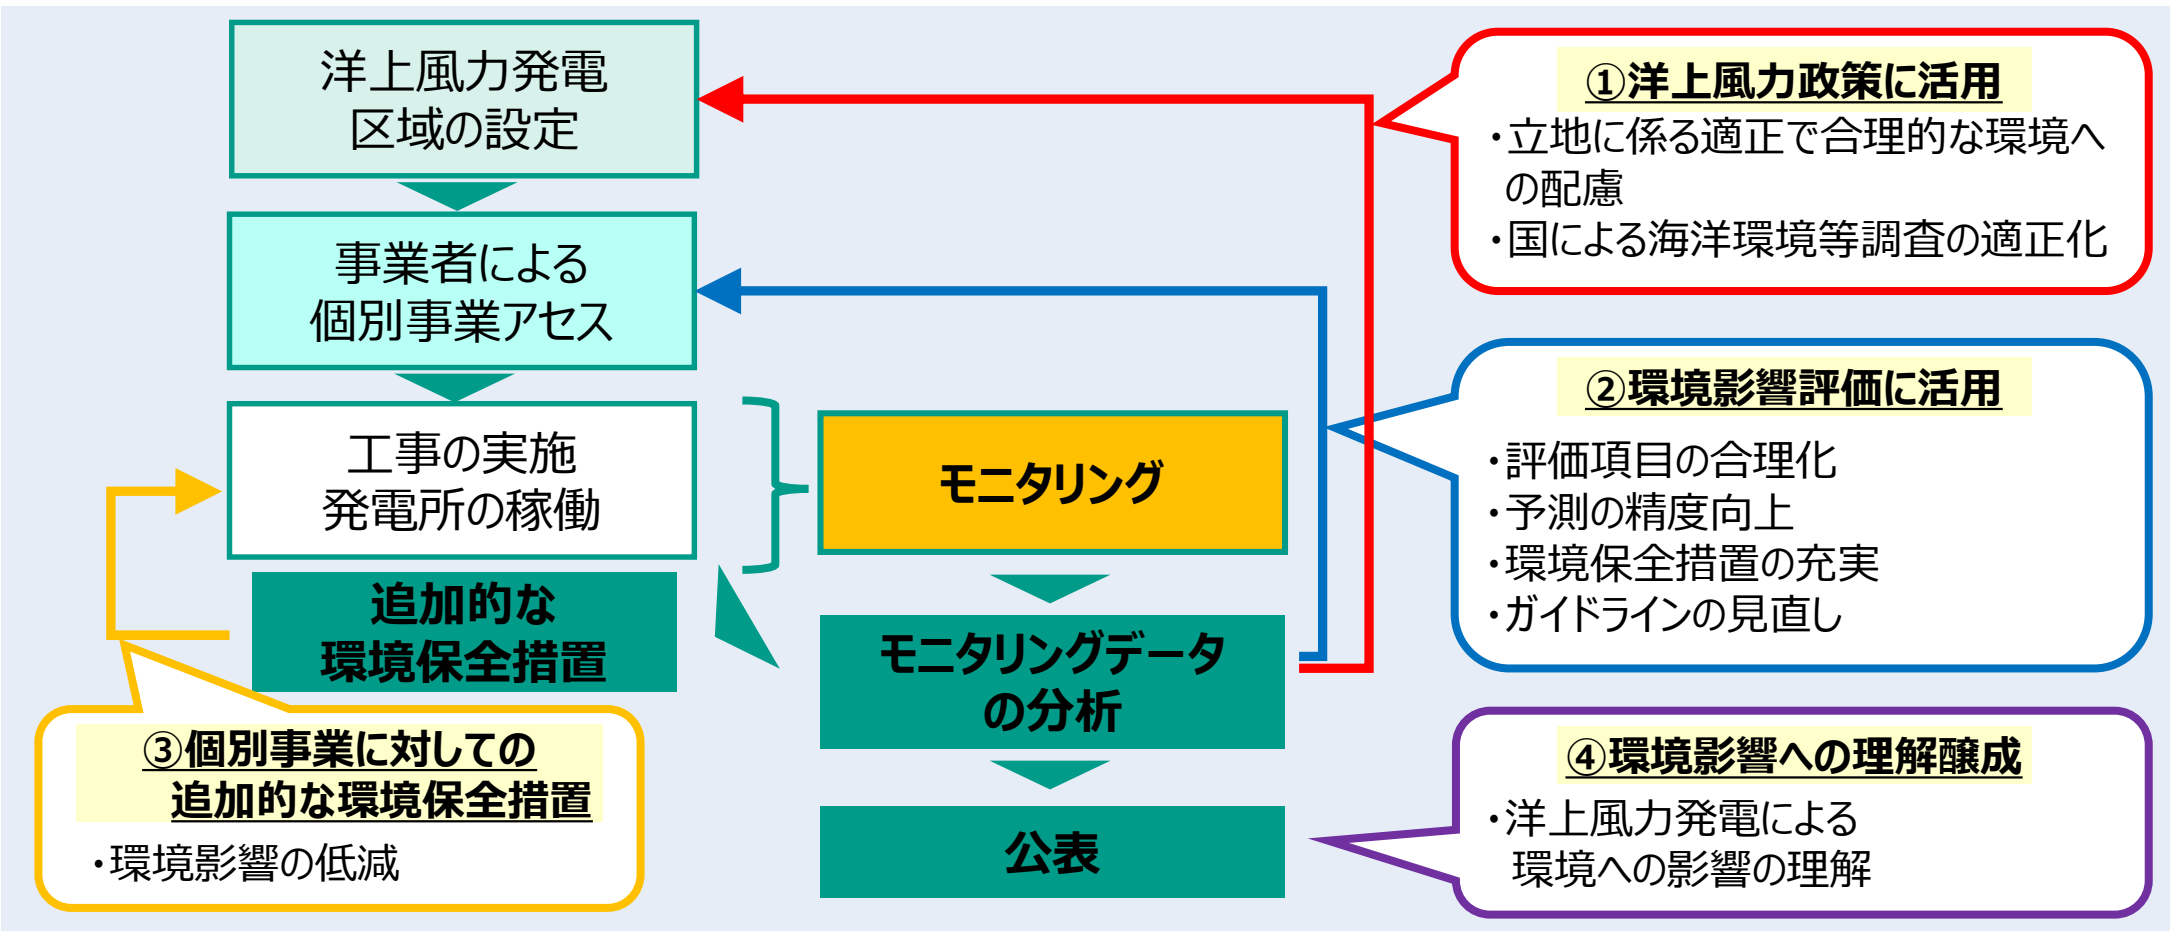 洋上風力発電
区域の設定
事業者による
個別事業アセス
工事の実施
発電所の稼働
追加的な
環境保全措置
③個別事業に対しての
追加的な環境保全措置
・環境影響の低減
モニタリング
モニタリングデータ
の分析
公表
①洋上風力政策に活用
・立地に係る適正で合理的な環境へ
の配慮
・国による海洋環境等調査の適正化
②環境影響評価に活用
・評価項目の合理化
・予測の精度向上
・環境保全措置の充実
・ガイドラインの見直し
④環境影響への理解醸成
・洋上風力発電による
環境への影響の理解